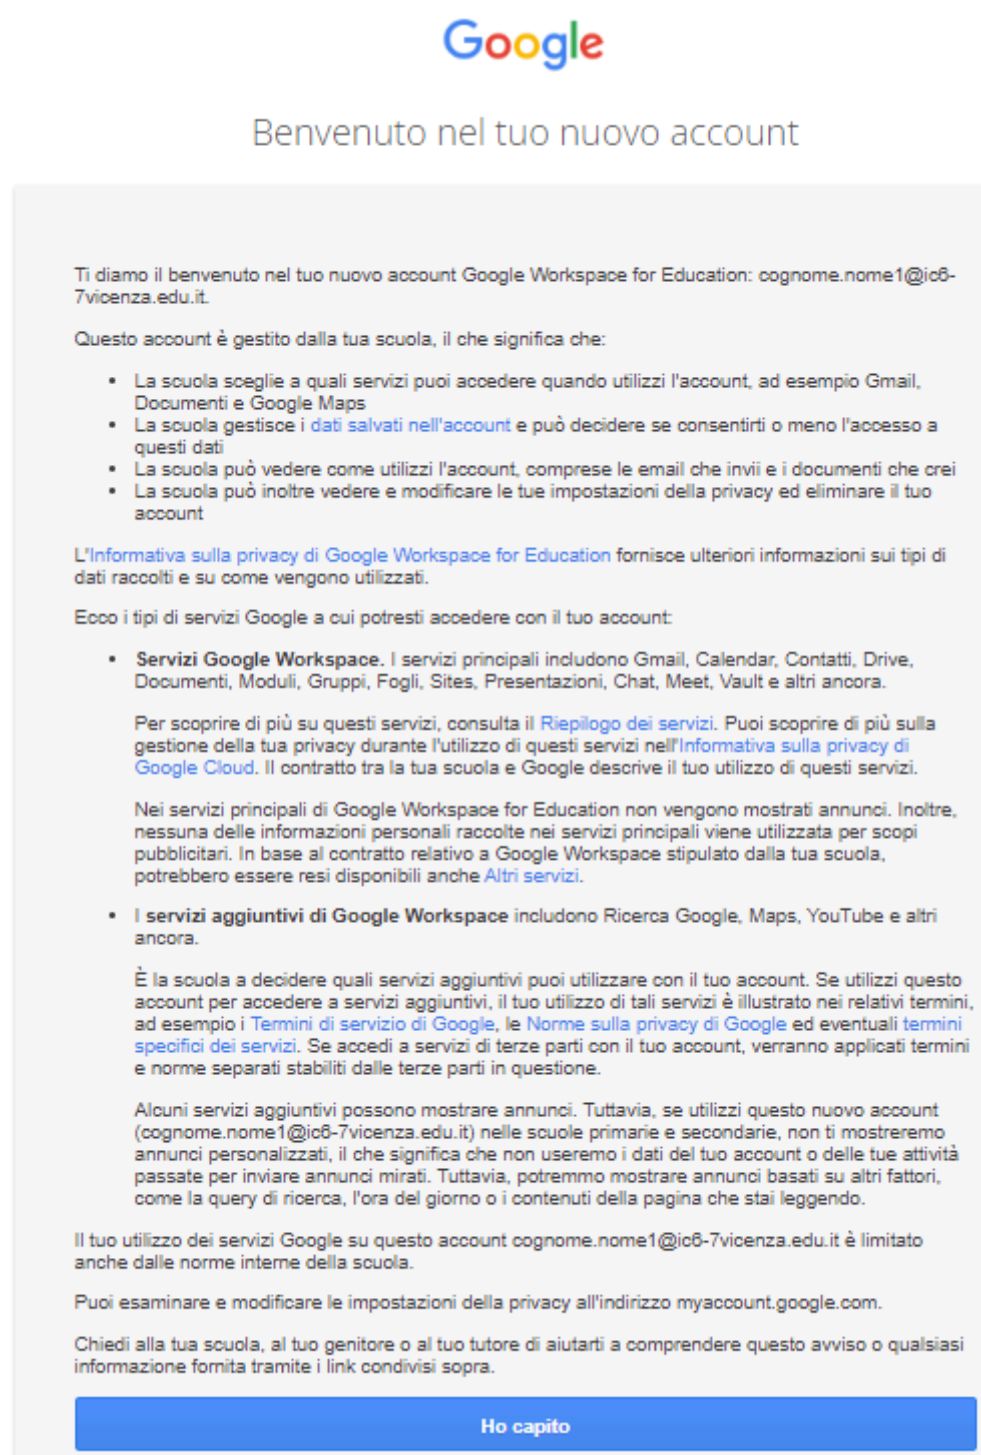 Google
Benvenuto nel tuo nuovo account
Ti diamo il benvenuto nel tuo nuovo account Google Workspace for Education: cognome.nome1@ic6-
7vicenza.edu.it.
Questo account è gestito dalla tua scuola, il che significa che:
• La scuola sceglie a quali servizi puoi accedere quando utilizzi l'account, ad esempio Gmail,
Documenti e Google Maps
• La scuola gestisce i dati salvati nell'account e può decidere se consentirti o meno l'accesso a
questi dati
• La scuola può vedere come utilizzi l'account, comprese le email che invii e i documenti che crei
• La scuola può inoltre vedere e modificare le tue impostazioni della privacy ed eliminare il tuo
account
L'Informativa sulla privacy di Google Workspace for Education fornisce ulteriori informazioni sui tipi di
dati raccolti e su come vengono utilizzati.
Ecco i tipi di servizi Google a cui potresti accedere con il tuo account:
• Servizi Google Workspace. I servizi principali includono Gmail, Calendar, Contatti, Drive,
Documenti, Moduli, Gruppi, Fogli, Sites, Presentazioni, Chat, Meet, Vault e altri ancora.
Per scoprire di più su questi servizi, consulta il Riepilogo dei servizi. Puoi scoprire di più sulla
gestione della tua privacy durante l'utilizzo di questi servizi nell'Informativa sulla privacy di
Google Cloud. Il contratto tra la tua scuola e Google descrive il tuo utilizzo di questi servizi.
Nei servizi principali di Google Workspace for Education non vengono mostrati annunci. Inoltre,
nessuna delle informazioni personali raccolte nei servizi principali viene utilizzata per scopi
pubblicitari. In base al contratto relativo a Google Workspace stipulato dalla tua scuola,
potrebbero essere resi disponibili anche Altri servizi.
• I servizi aggiuntivi di Google Workspace includono Ricerca Google, Maps, YouTube e altri
ancora.
È la scuola a decidere quali servizi aggiuntivi puoi utilizzare con il tuo account. Se utilizzi questo
account per accedere a servizi aggiuntivi, il tuo utilizzo di tali servizi è illustrato nei relativi termini,
ad esempio i Termini di servizio di Google, le Norme sulla privacy di Google ed eventuali termini
specifici dei servizi. Se accedi a servizi di terze parti con il tuo account, verranno applicati termini
e norme separati stabiliti dalle terze parti in questione.
Alcuni servizi aggiuntivi possono mostrare annunci. Tuttavia, se utilizzi questo nuovo account
(cognome.nome1@ic6-7vicenza.edu.it) nelle scuole primarie e secondarie, non ti mostreremo
annunci personalizzati, il che significa che non useremo i dati del tuo account o delle tue attività
passate per inviare annunci mirati. Tuttavia, potremmo mostrare annunci basati su altri fattori,
come la query di ricerca, l'ora del giorno o i contenuti della pagina che stai leggendo.
Il tuo utilizzo dei servizi Google su questo account cognome.nome1@ic6-7vicenza.edu.it è limitato
anche dalle norme interne della scuola.
Puoi esaminare e modificare le impostazioni della privacy all'indirizzo myaccount.google.com.
Chiedi alla tua scuola, al tuo genitore o al tuo tutore di aiutarti a comprendere questo avviso o qualsiasi
informazione fornita tramite i link condivisi sopra.
Ho capito